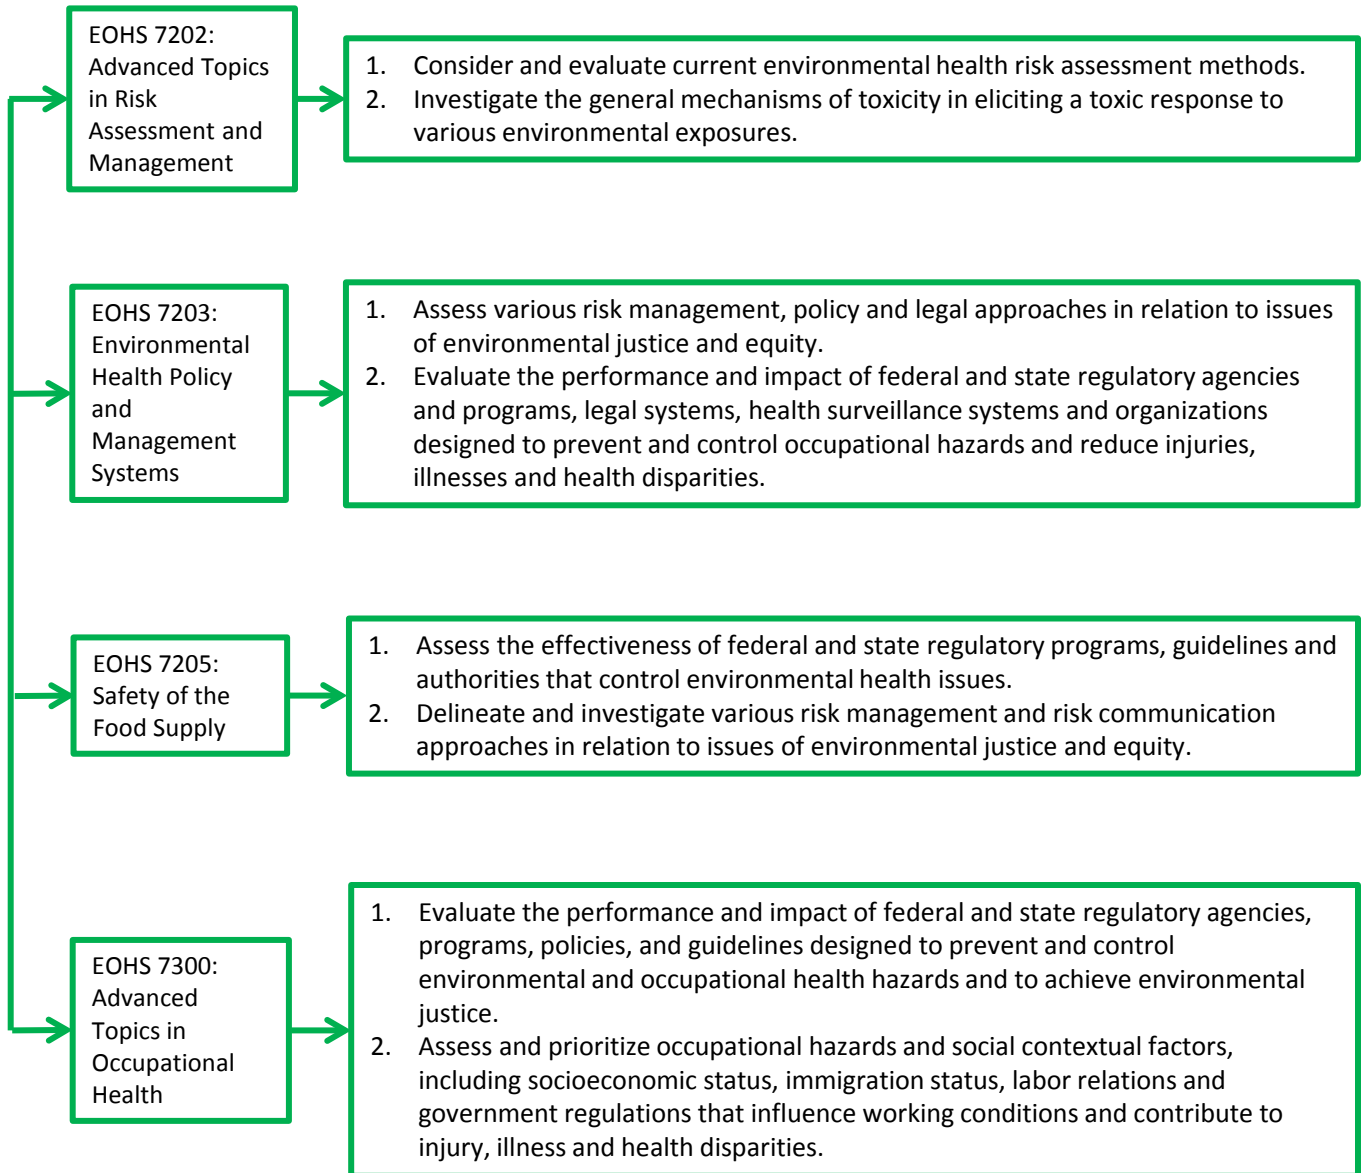 EOHS 7202:
Advanced Topics
in Risk
Assessment and
Management
1. Consider and evaluate current environmental health risk assessment methods.
2. Investigate the general mechanisms of toxicity in eliciting a toxic response to
various environmental exposures.
EOHS 7203:
Environmental
Health Policy
and
Management
Systems
1. Assess various risk management, policy and legal approaches in relation to issues
of environmental justice and equity.
2. Evaluate the performance and impact of federal and state regulatory agencies
and programs, legal systems, health surveillance systems and organizations
designed to prevent and control occupational hazards and reduce injuries,
illnesses and health disparities.
EOHS 7205:
Safety of the
Food Supply
1. Assess the effectiveness of federal and state regulatory programs, guidelines and
authorities that control environmental health issues.
2. Delineate and investigate various risk management and risk communication
approaches in relation to issues of environmental justice and equity.
EOHS 7300:
Advanced
Topics in
Occupational
Health
1. Evaluate the performance and impact of federal and state regulatory agencies,
programs, policies, and guidelines designed to prevent and control
environmental and occupational health hazards and to achieve environmental
justice.
2. Assess and prioritize occupational hazards and social contextual factors,
including socioeconomic status, immigration status, labor relations and
government regulations that influence working conditions and contribute to
injury, illness and health disparities.